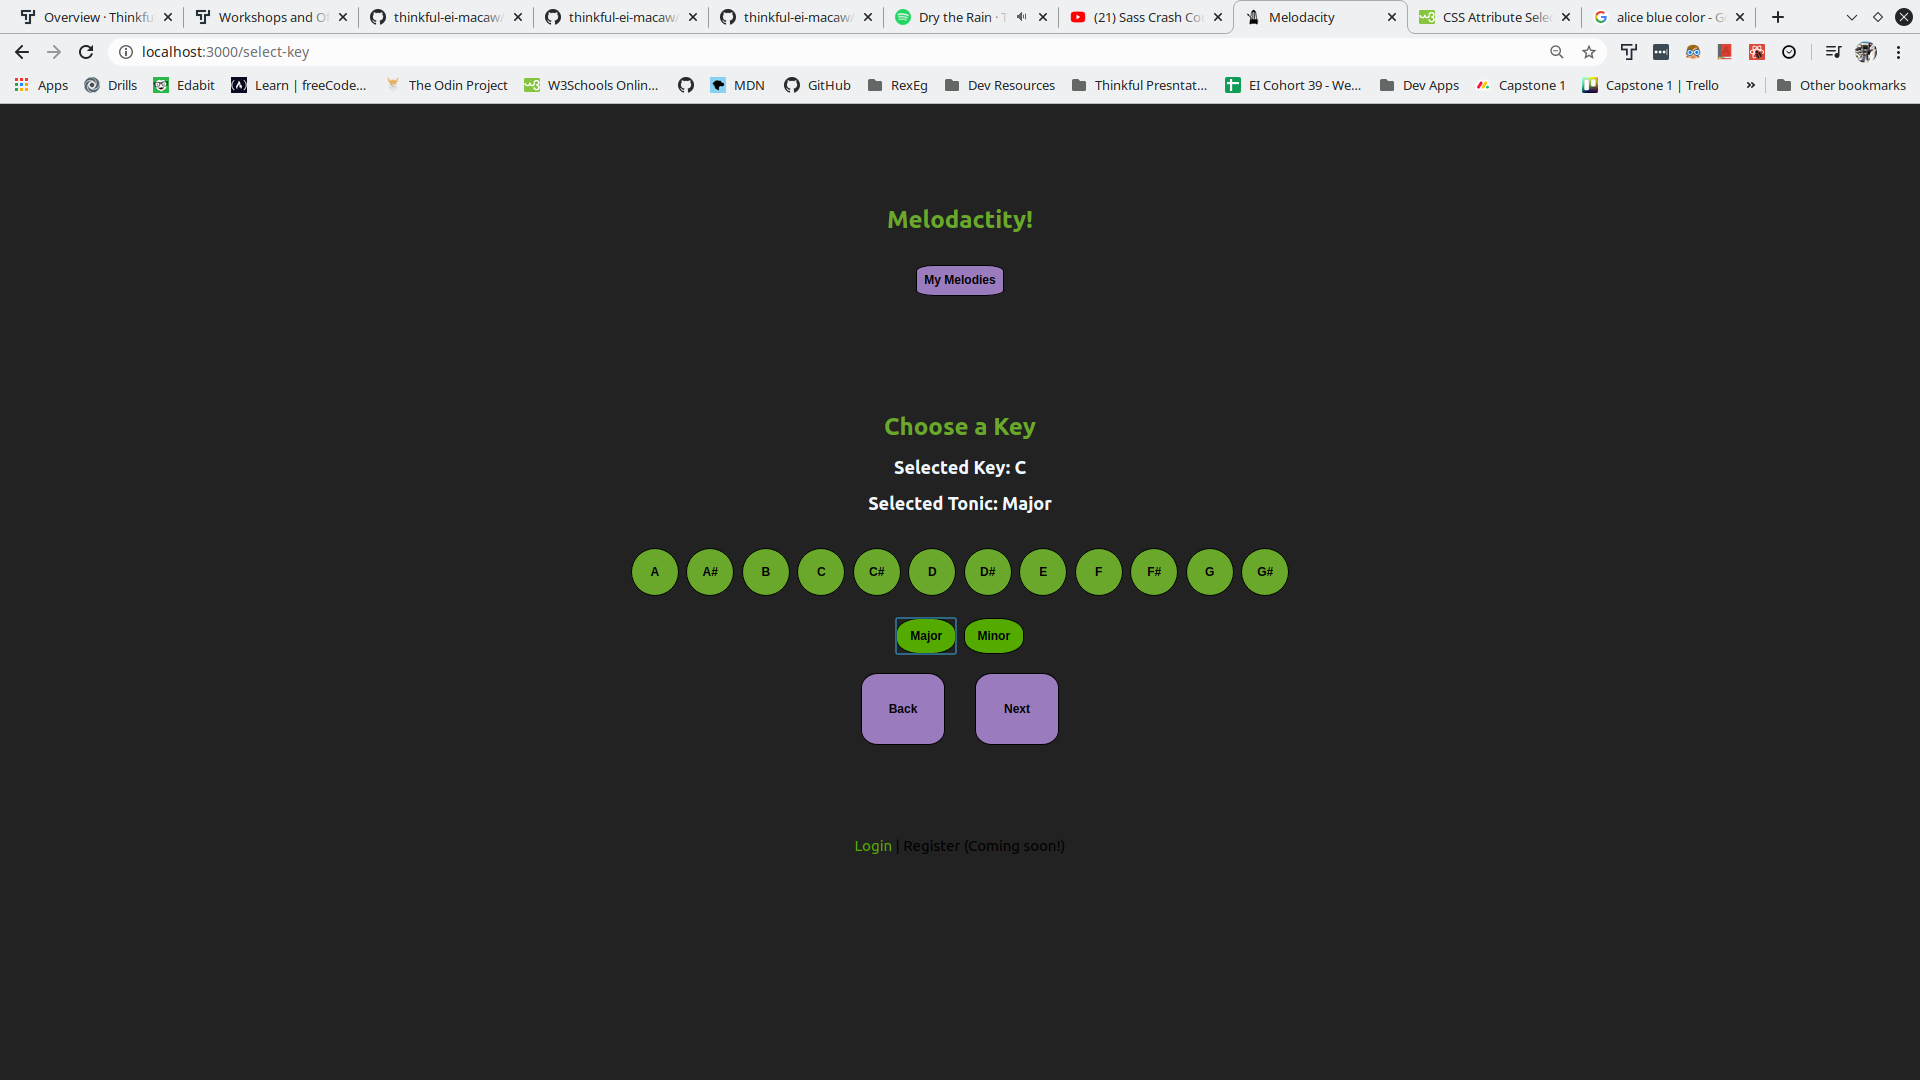 Overview · Thinkfu
Workshops and Of
thinkful-ei-macaw/
thinkful-ei-macaw/
thinkful-ei-macaw/
Dry the Rain · T
(21) Sass Crash Co
Melodacity
CSS Attribute Selec
alice blue color - G
localhost:3000/select-key
Apps
Drills
Edabit
Learn | freeCode...
The Odin Project
W3Schools Onlin...
MDN
GitHub
RexEg
Dev Resources
Thinkful Presntat...
EI Cohort 39 - We...
Dev Apps
Capstone 1
Capstone 1 | Trello
»
Other bookmarks
Melodactity!
My Melodies
Choose a Key
Selected Key: C
Selected Tonic: Major
A A# B C C# D D# E F F# G G#
Major Minor
Back Next
Login | Register (Coming soon!)